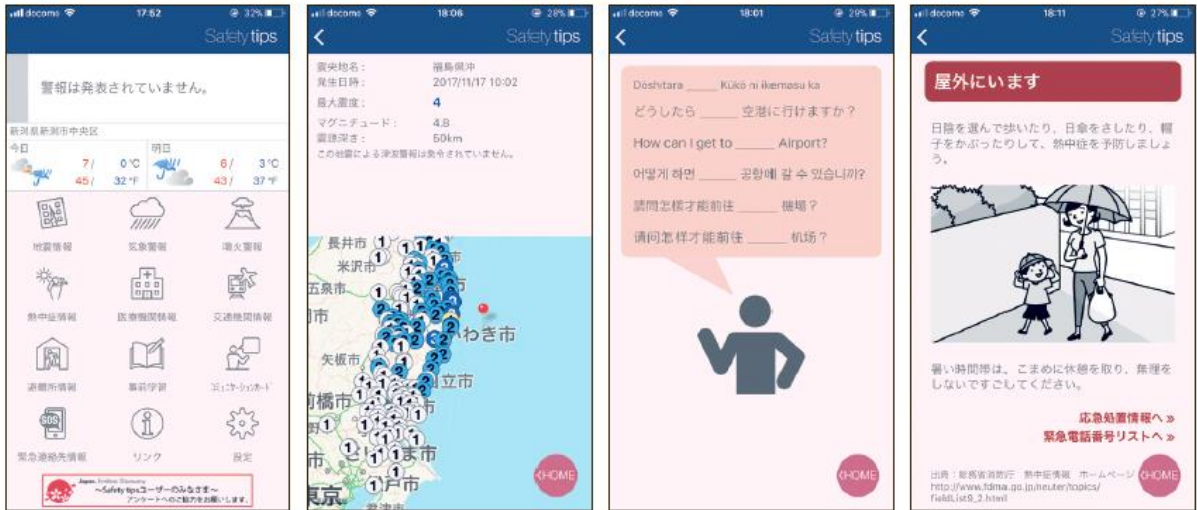 docomo 17:52 32%
Safety tips
警報は発表されていません。
新潟県新潟市中央区
今日
7/ 0℃
45/ 32°F
明日
6/ 3℃
43/ 37°F
地震情報
気象警報
噴火警報
熱中症情報
医療機関情報
交通機関情報
避難所情報
事前学習
コミュニケーションカード
SOS
緊急連絡先情報
リンク
設定
～Safety tipsユーザーのみなさま～
アンケートへのご協力をお願いします。
docomo 18:06 28%
Safety tips
震央地名： 福島県沖
発生日時： 2017/11/17 10:02
最大震度： 4
マグニチュード： 4.8
震源深さ： 50km
この地震による津波警報は発令されていません。
長井市
米沢市
五泉市
わき市
矢板市
立市
前橋市
さいたま市
戸市
東京
君津市
HOME
docomo 18:01 29%
Safety tips
Dōshitara _____ Kūkō ni ikemasu ka
どうしたら _____ 空港に行けますか？
How can I get to _____ Airport?
어떻게 하면 _____ 공항에 갈 수 있습니까?
請問怎樣才能前往 _____ 機場？
请问怎样才能前往 _____ 机场？
HOME
docomo 18:11 27%
Safety tips
屋外にいます
日陰を選んで歩いたり、日傘をさしたり、帽
子をかぶったりして、熱中症を予防しましょ
う。
暑い時間帯は、こまめに休憩を取り、無理を
しないですごしてください。
応急処置情報へ »
緊急電話番号リストへ »
出典：総務省消防庁 熱中症情報 ホームページ
http://www.fdma.go.jp/neuter/topics/
fieldList9_2.html
HOME